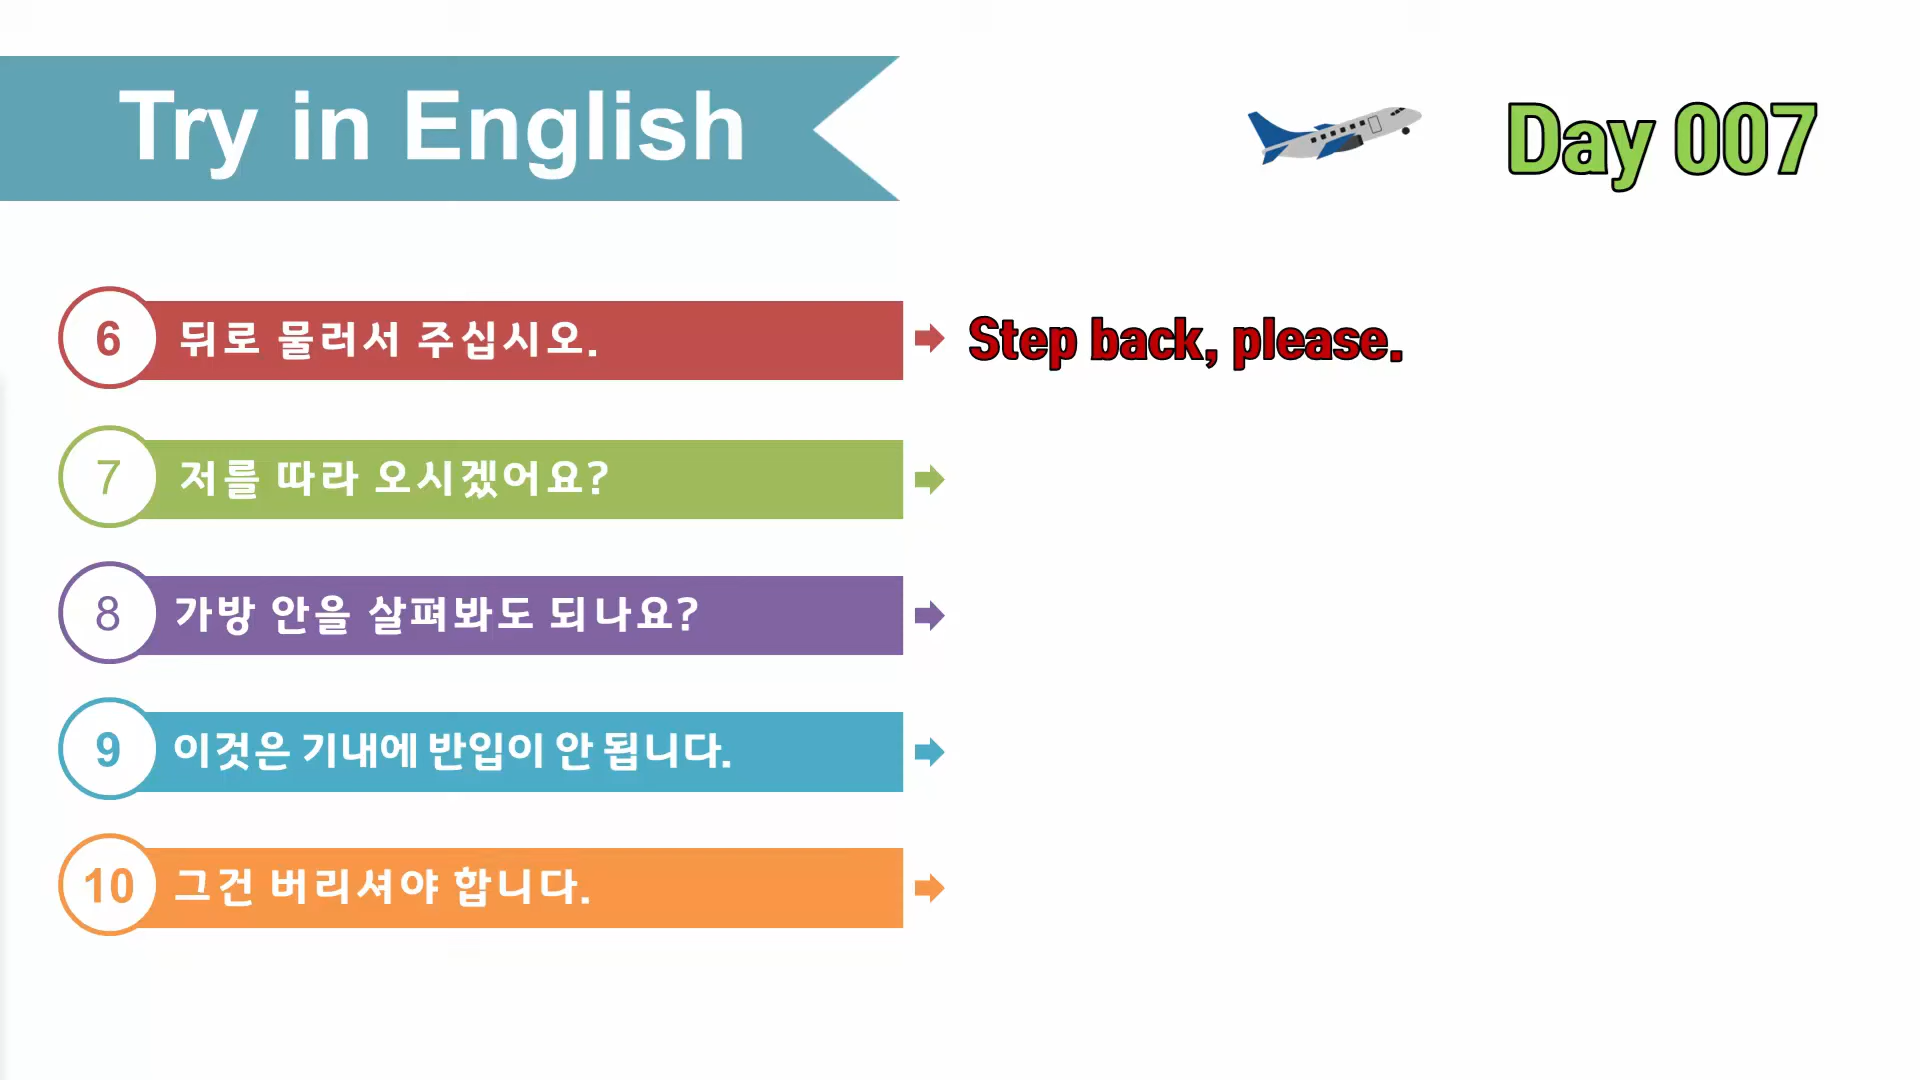 Try in English
Day 007
6 뒤로 물러서 주십시오.
Step back, please.
7 저를 따라 오시겠어요?
8 가방 안을 살펴봐도 되나요?
9 이것은 기내에 반입이 안 됩니다.
10 그건 버리셔야 합니다.